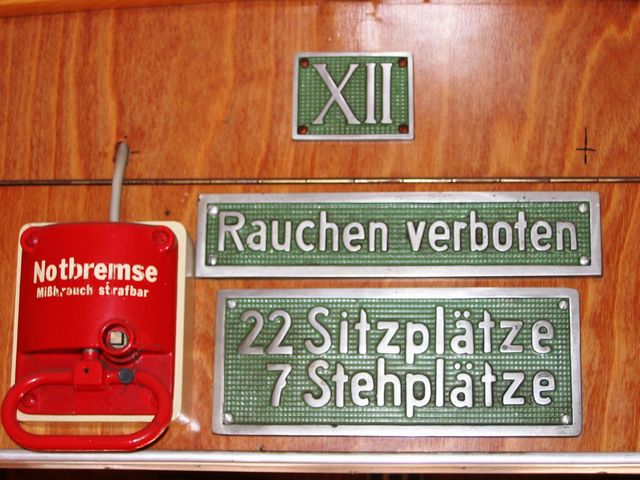 XII
Rauchen verboten
Notbremse
Mißbrauch strafbar
22 Sitzplätze
7 Stehplätze